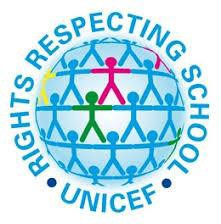 RIGHTS RESPECTING SCHOOL
• UNICEF •